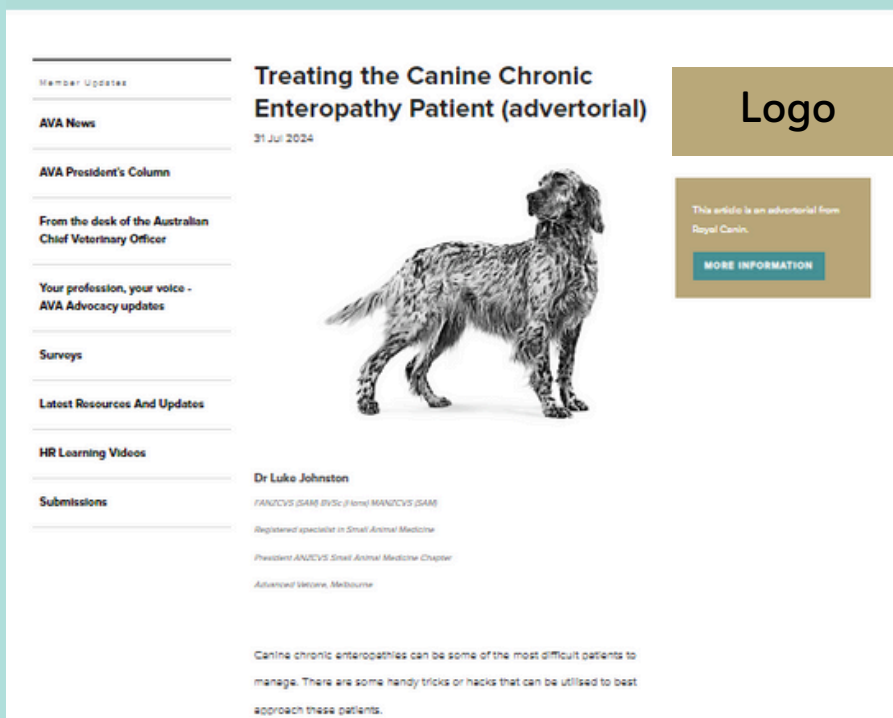 Member Updates
AVA News
AVA President's Column
From the desk of the Australian
Chief Veterinary Officer
Your profession, your voice -
AVA Advocacy updates
Surveys
Latest Resources And Updates
HR Learning Videos
Submissions
Treating the Canine Chronic
Enteropathy Patient (advertorial)
31 Jul 2024
Dr Luke Johnston
FANZCVS (SAM) BVSc (Hons) MANZCVS (SAM)
Registered specialist in Small Animal Medicine
President ANZCVS Small Animal Medicine Chapter
Advanced Vetcare, Melbourne
Canine chronic enteropathies can be some of the most difficult patients to
manage. There are some handy tricks or hacks that can be utilised to best
approach these patients.
Logo
This article is an advertorial from
Royal Canin.
MORE INFORMATION